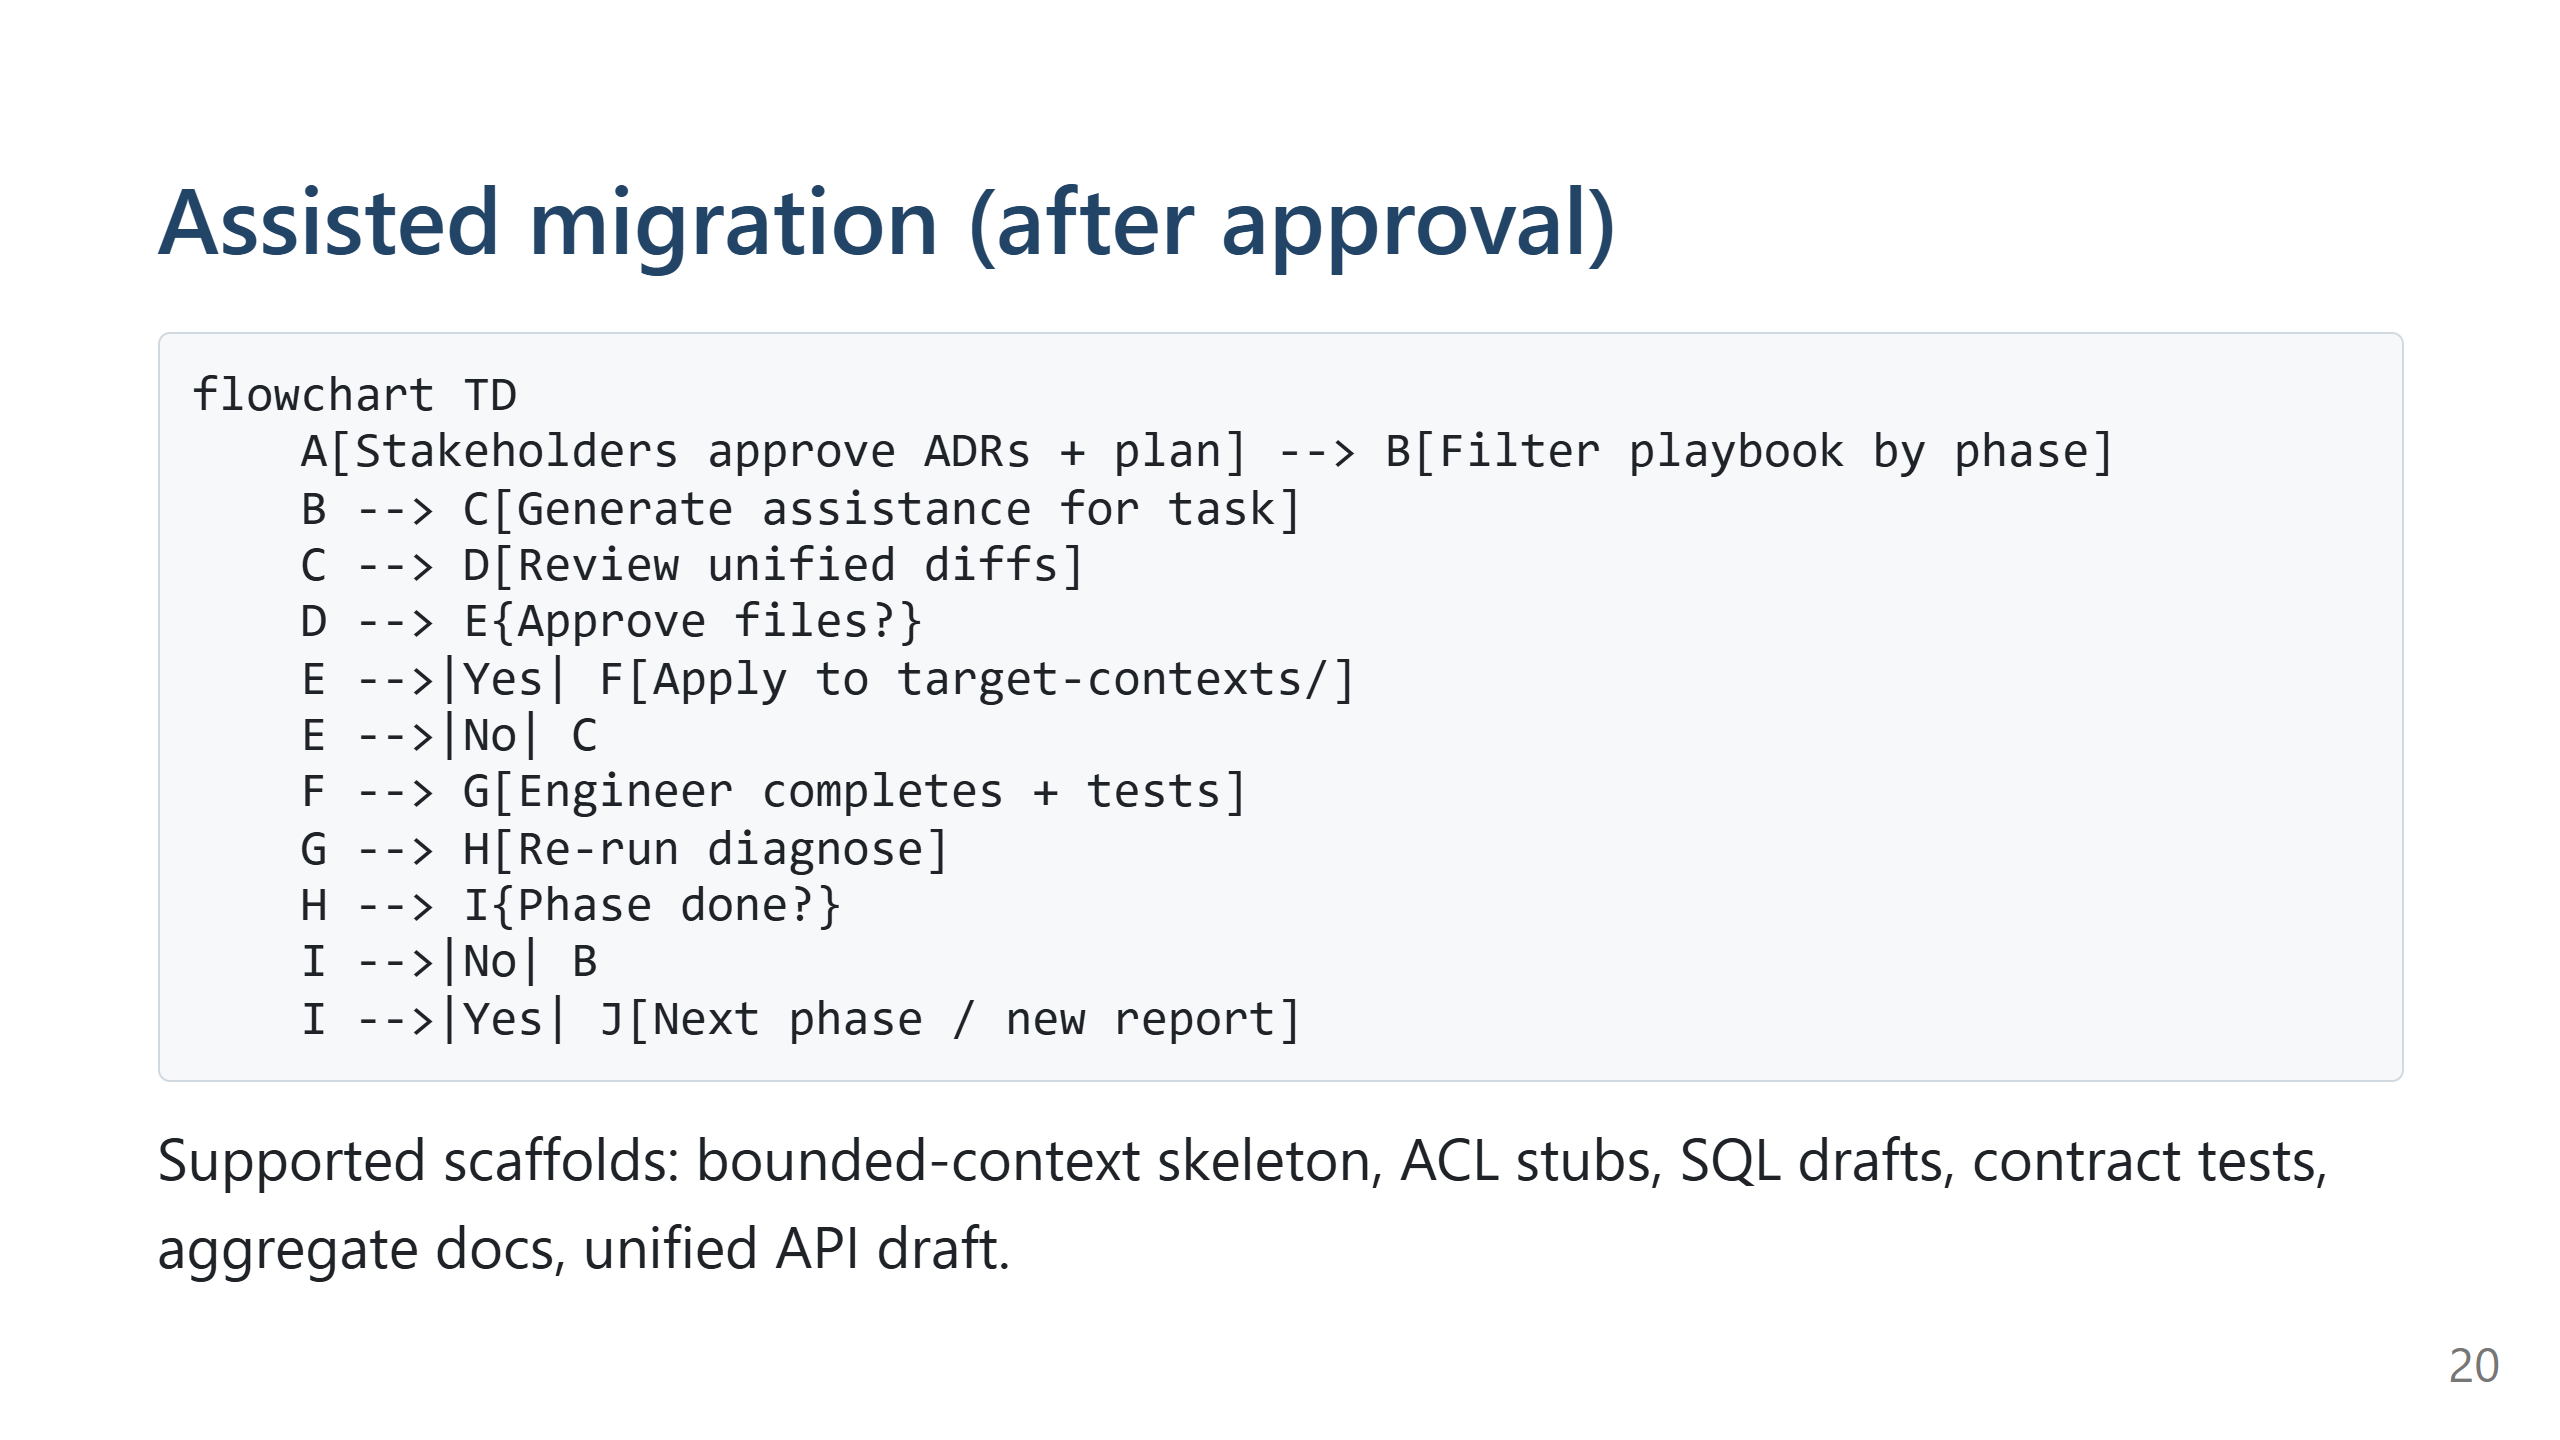 Assisted migration (after approval)
flowchart TD
    A[Stakeholders approve ADRs + plan] --> B[Filter playbook by phase]
    B --> C[Generate assistance for task]
    C --> D[Review unified diffs]
    D --> E{Approve files?}
    E -->|Yes| F[Apply to target-contexts/]
    E -->|No| C
    F --> G[Engineer completes + tests]
    G --> H[Re-run diagnose]
    H --> I{Phase done?}
    I -->|No| B
    I -->|Yes| J[Next phase / new report]
Supported scaffolds: bounded-context skeleton, ACL stubs, SQL drafts, contract tests,
aggregate docs, unified API draft.
20